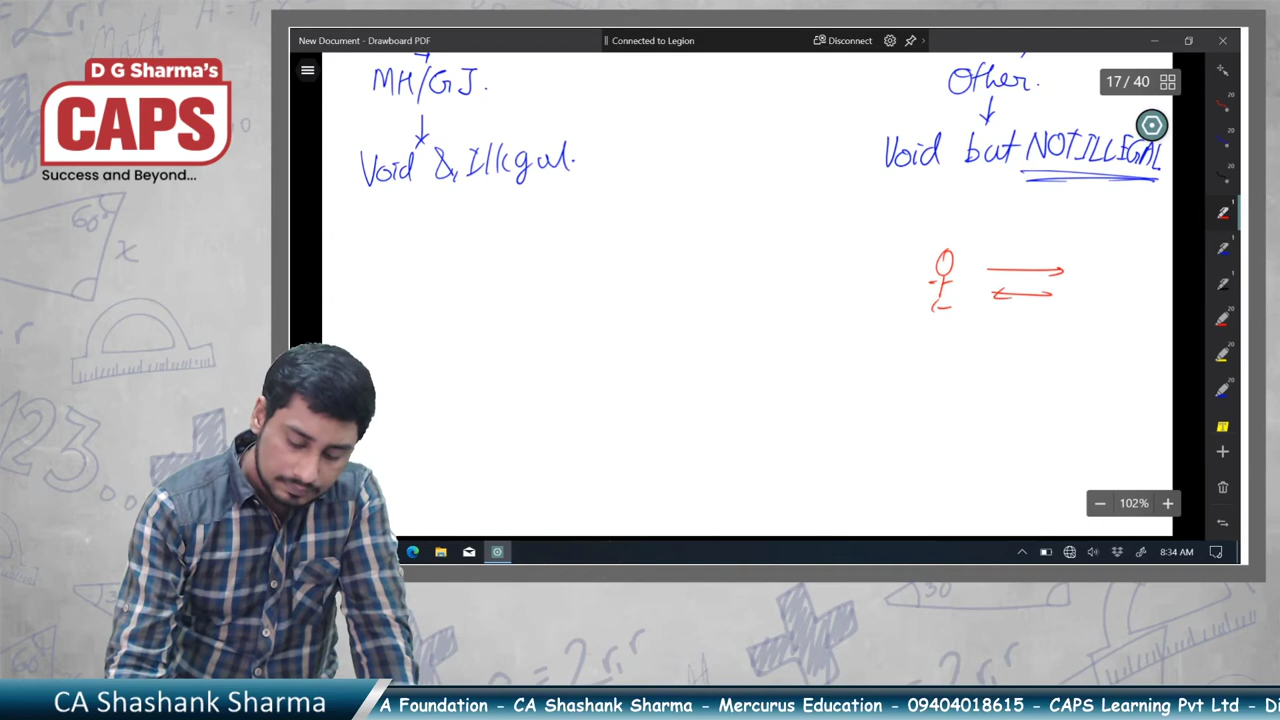 D G Sharma's
CAPS
Success and Beyond...
New Document - Drawboard PDF
Connected to Legion
Disconnect
MH/GJ.
Void & Illegal.
Other.
Void but NOT ILLEGAL
17/40
102%
8:34 AM
CA Shashank Sharma
A Foundation - CA Shashank Sharma - Mercurus Education - 09404018615 - CAPS Learning Pvt Ltd - D